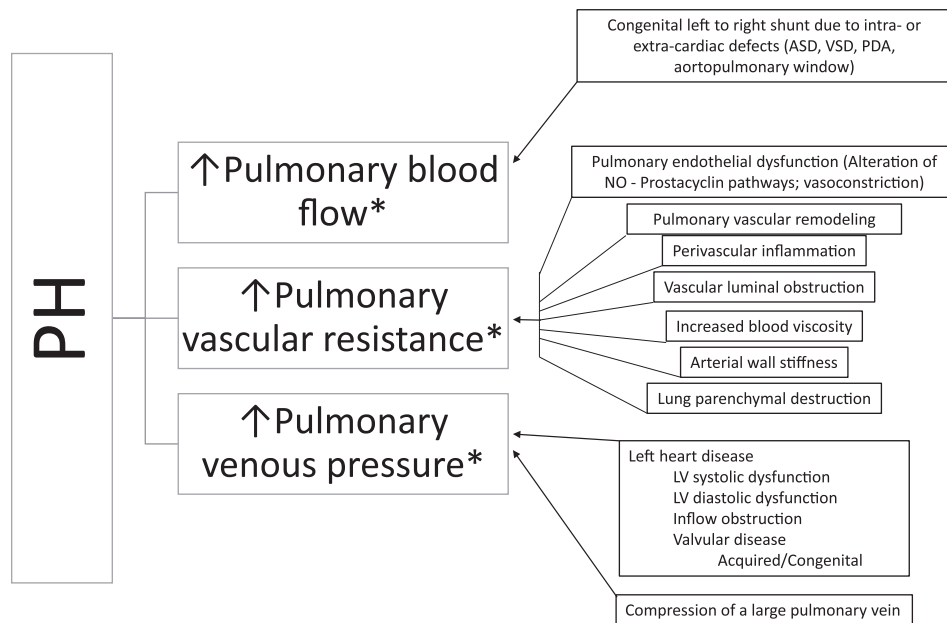 PH
↑Pulmonary blood
flow*
↑Pulmonary
vascular resistance*
↑Pulmonary
venous pressure*
Congenital left to right shunt due to intra- or
extra-cardiac defects (ASD, VSD, PDA,
aortopulmonary window)
Pulmonary endothelial dysfunction (Alteration of
NO - Prostacyclin pathways; vasoconstriction)
Pulmonary vascular remodeling
Perivascular inflammation
Vascular luminal obstruction
Increased blood viscosity
Arterial wall stiffness
Lung parenchymal destruction
Left heart disease
LV systolic dysfunction
LV diastolic dysfunction
Inflow obstruction
Valvular disease
Acquired/Congenital
Compression of a large pulmonary vein